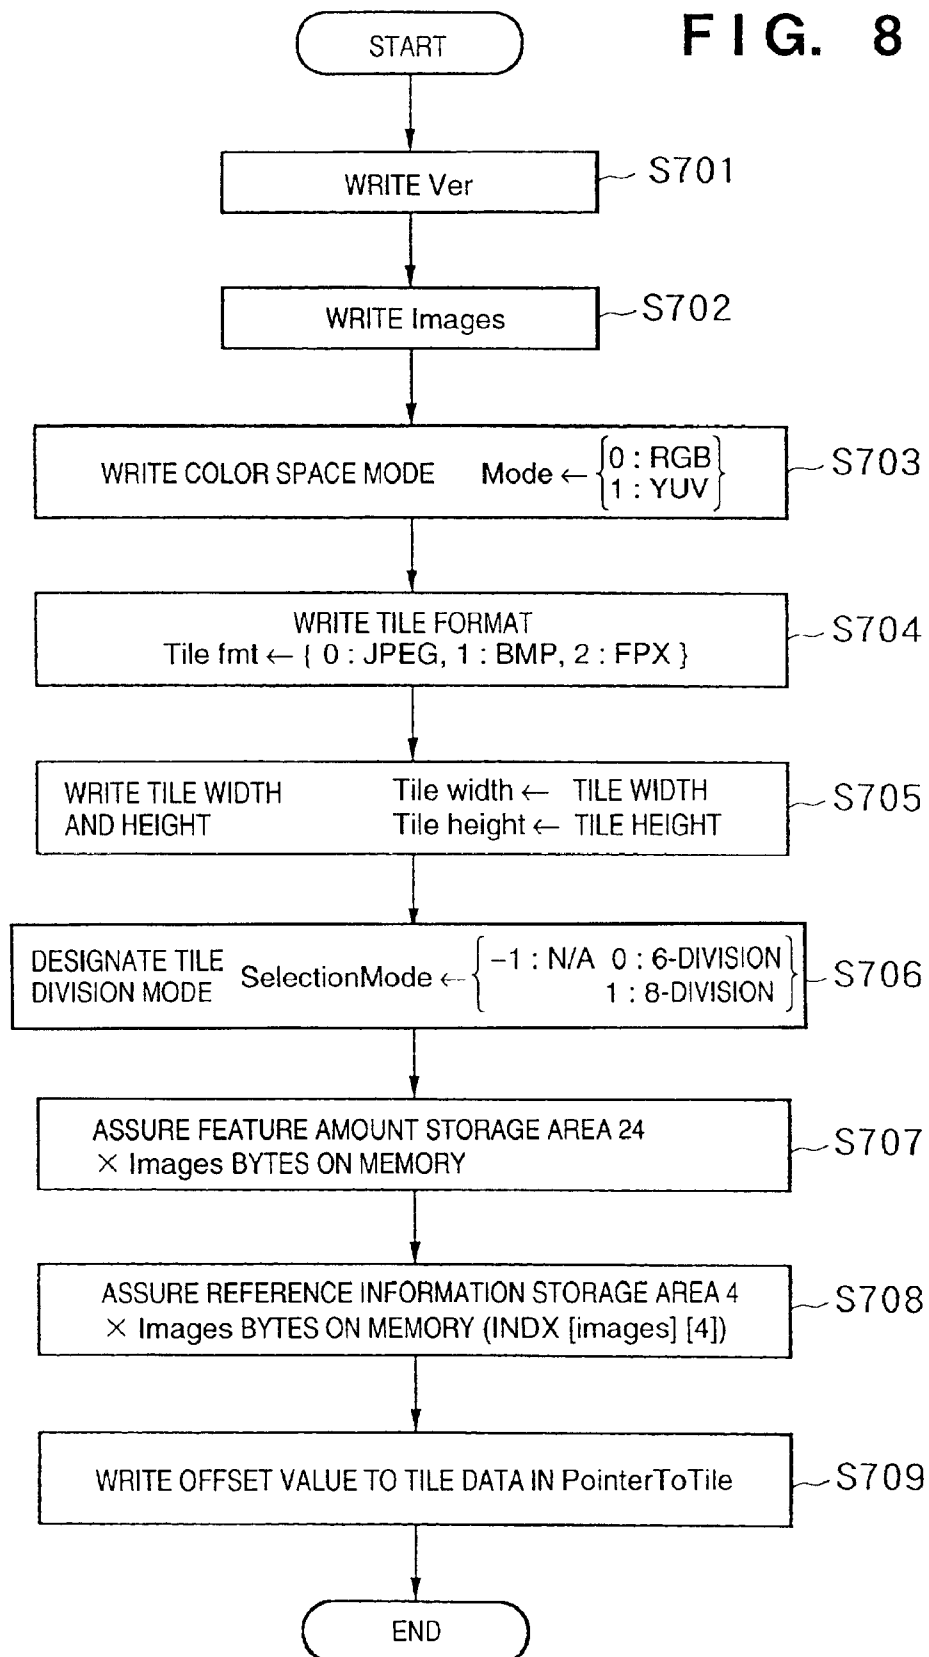 FIG. 8
START
WRITE Ver
S701
WRITE Images
S702
WRITE COLOR SPACE MODE Mode ← { 0 : RGB
1 : YUV }
S703
WRITE TILE FORMAT
Tile fmt ← { 0 : JPEG, 1 : BMP, 2 : FPX }
S704
WRITE TILE WIDTH Tile width ← TILE WIDTH
AND HEIGHT Tile height ← TILE HEIGHT
S705
DESIGNATE TILE
DIVISION MODE
SelectionMode ← { −1 : N/A 0 : 6-DIVISION
1 : 8-DIVISION }
S706
ASSURE FEATURE AMOUNT STORAGE AREA 24
× Images BYTES ON MEMORY
S707
ASSURE REFERENCE INFORMATION STORAGE AREA 4
× Images BYTES ON MEMORY (INDX [images] [4])
S708
WRITE OFFSET VALUE TO TILE DATA IN PointerToTile
S709
END